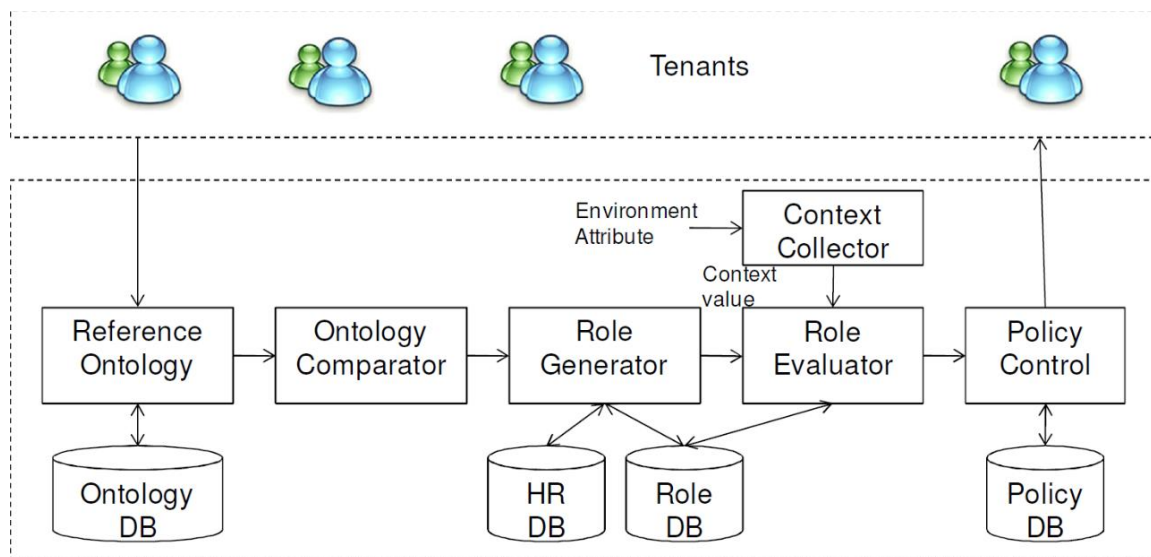 Tenants
Environment
Attribute
Context
Collector
Context
value
Reference
Ontology
Ontology
Comparator
Role
Generator
Role
Evaluator
Policy
Control
Ontology
DB
HR
DB
Role
DB
Policy
DB